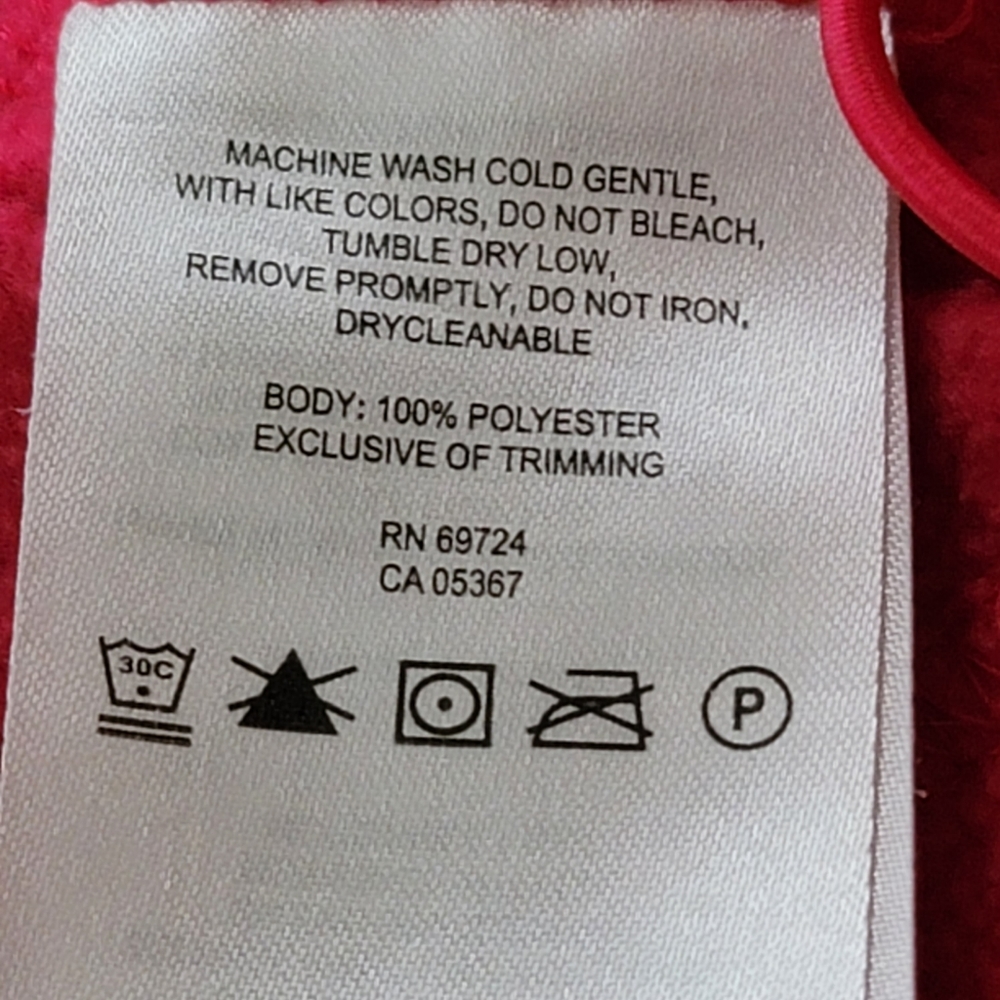 MACHINE WASH COLD GENTLE,
WITH LIKE COLORS, DO NOT BLEACH,
TUMBLE DRY LOW,
REMOVE PROMPTLY, DO NOT IRON,
DRYCLEANABLE
BODY: 100% POLYESTER
EXCLUSIVE OF TRIMMING
RN 69724
CA 05367
30C
P